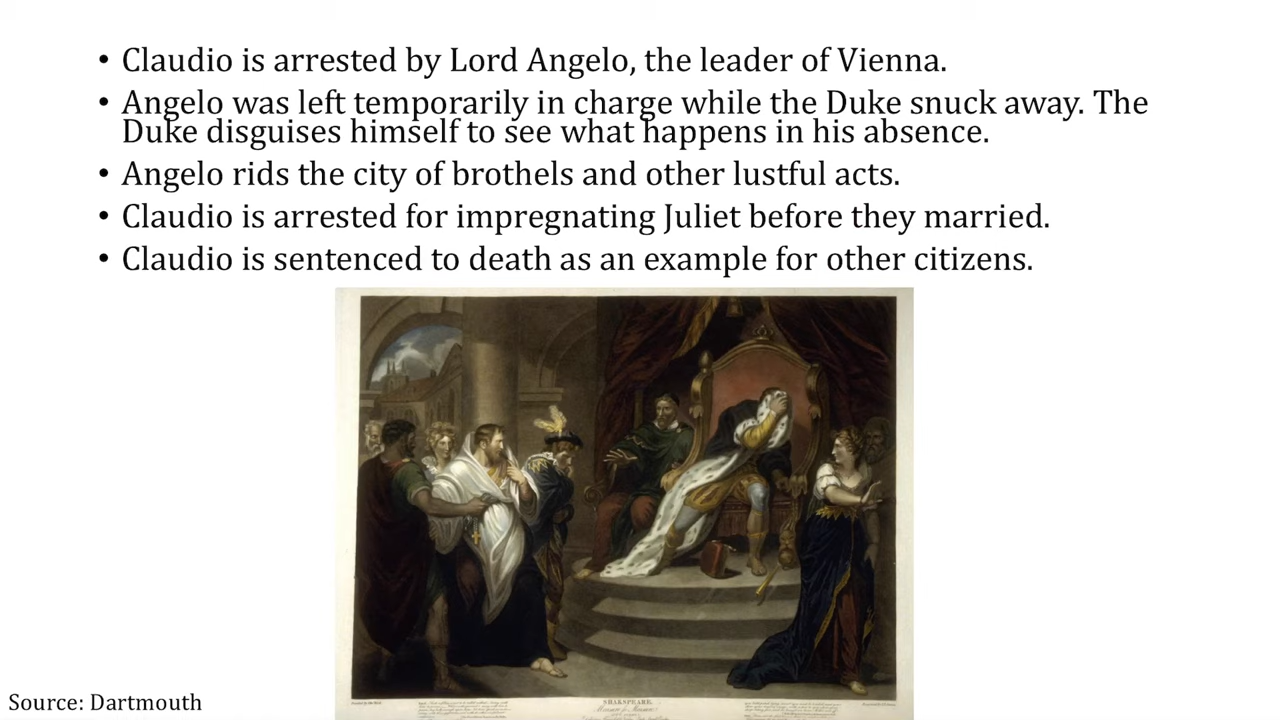 • Claudio is arrested by Lord Angelo, the leader of Vienna.
• Angelo was left temporarily in charge while the Duke snuck away. The
Duke disguises himself to see what happens in his absence.
• Angelo rids the city of brothels and other lustful acts.
• Claudio is arrested for impregnating Juliet before they married.
• Claudio is sentenced to death as an example for other citizens.
SHAKSPEARE.
Measure for Measure
Source: Dartmouth